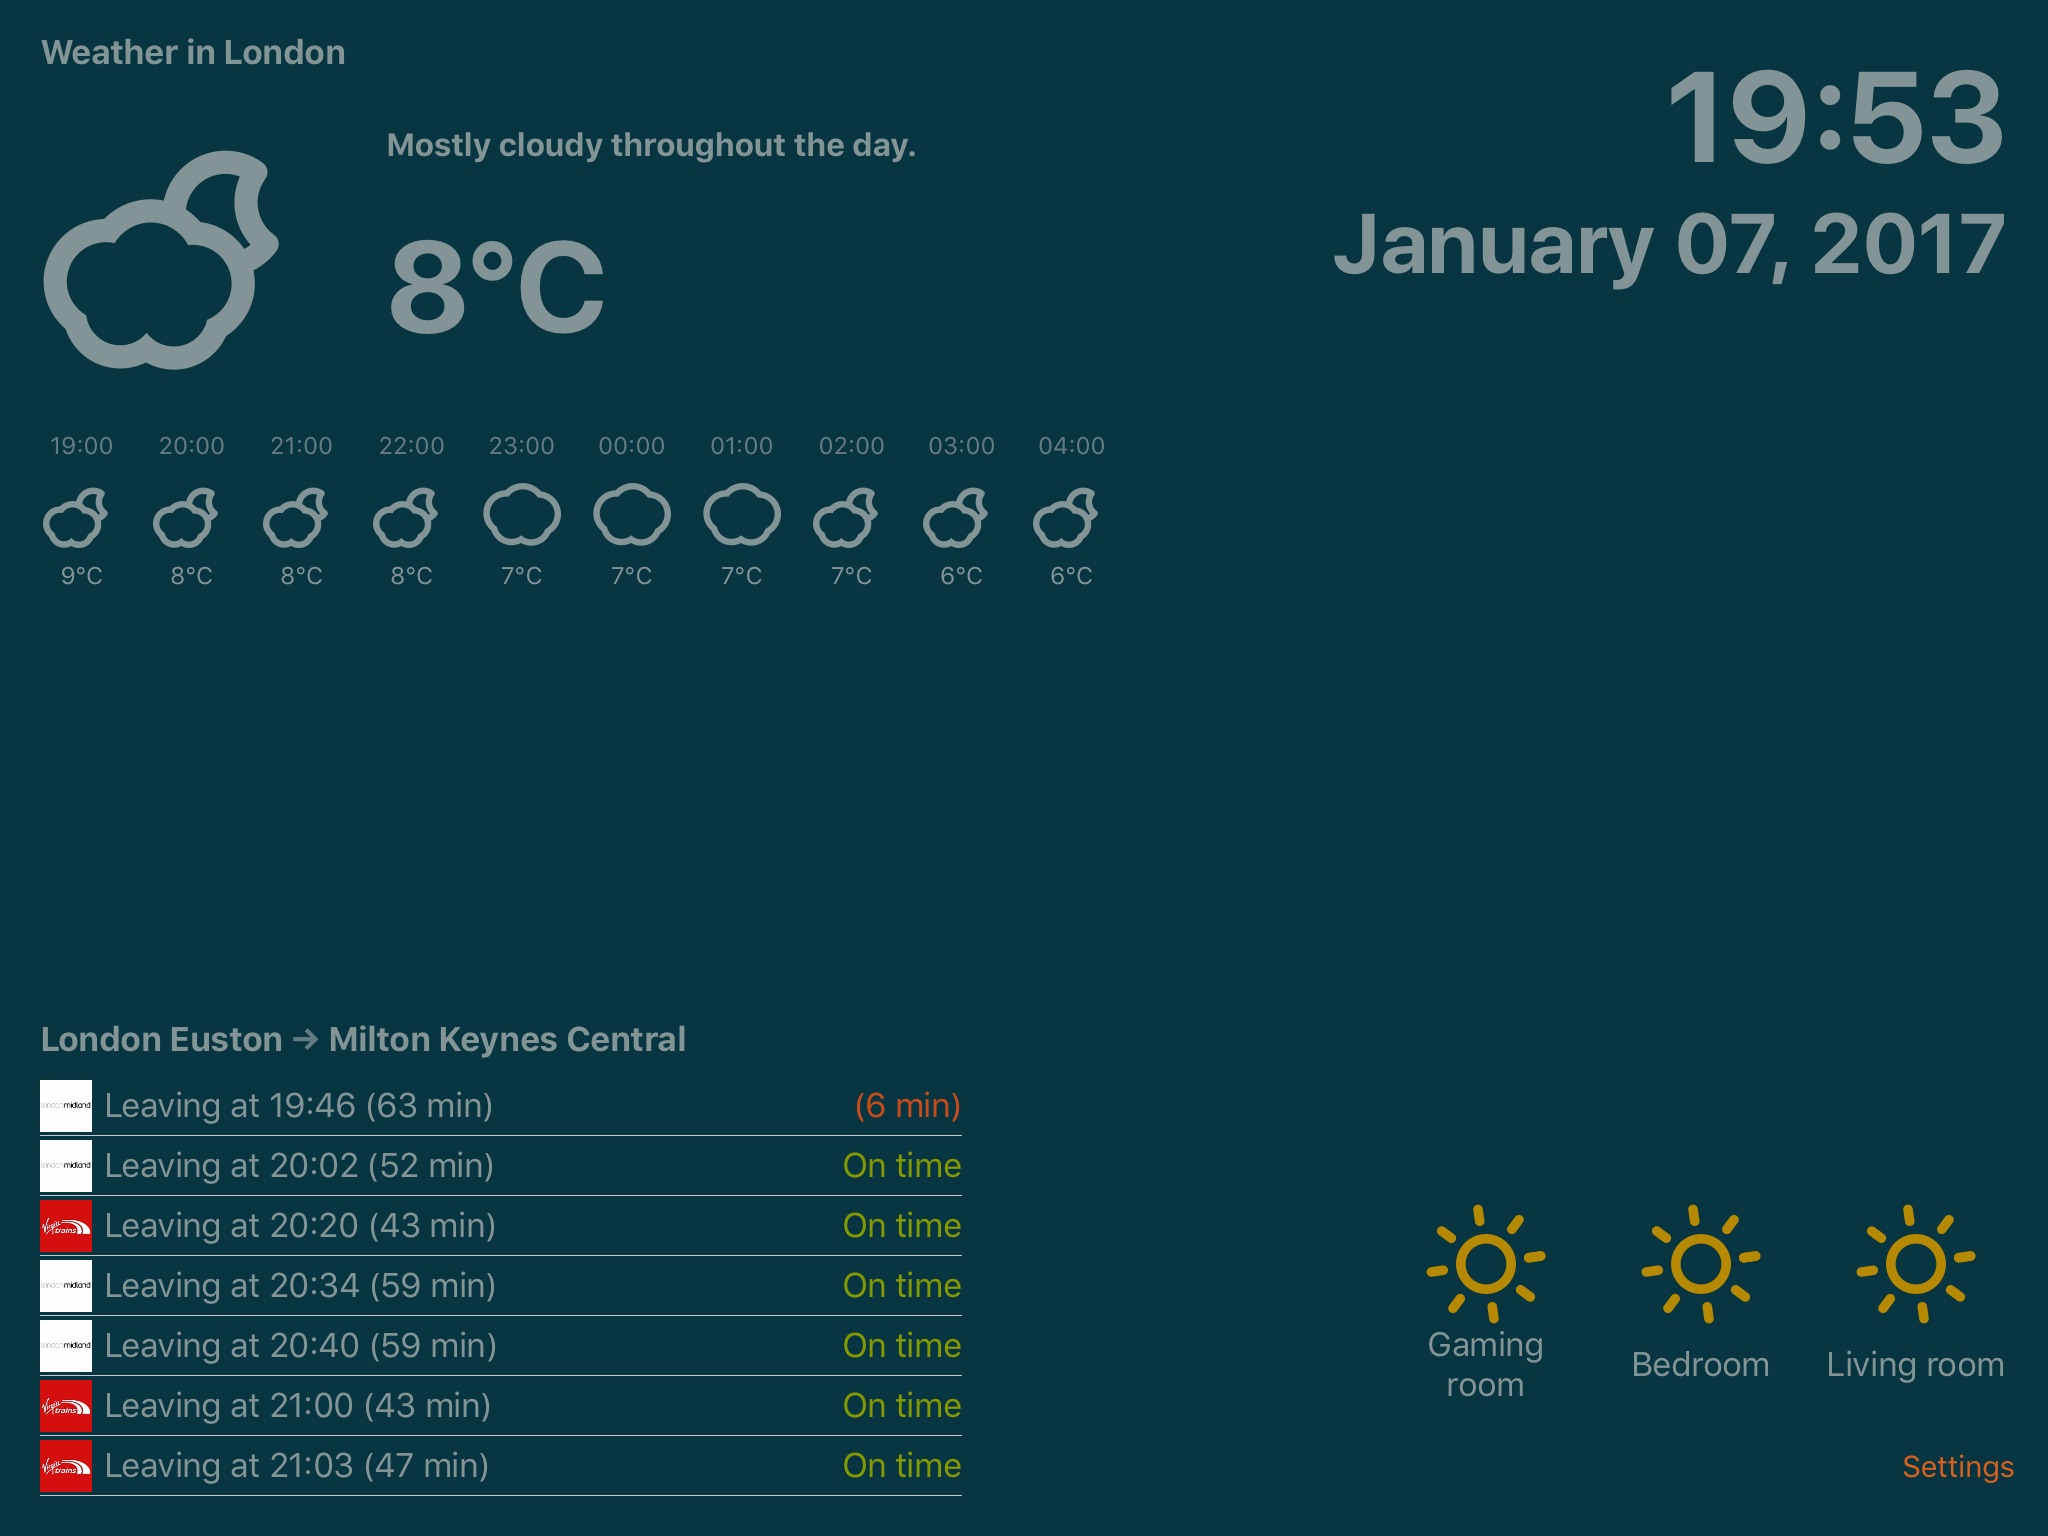 Weather in London
19:53
January 07, 2017
Mostly cloudy throughout the day.
8°C
19:00 20:00 21:00 22:00 23:00 00:00 01:00 02:00 03:00 04:00
9°C 8°C 8°C 8°C 7°C 7°C 7°C 7°C 6°C 6°C
London Euston → Milton Keynes Central
londonmidland Leaving at 19:46 (63 min) (6 min)
londonmidland Leaving at 20:02 (52 min) On time
Virgin trains Leaving at 20:20 (43 min) On time
londonmidland Leaving at 20:34 (59 min) On time
londonmidland Leaving at 20:40 (59 min) On time
Virgin trains Leaving at 21:00 (43 min) On time
Virgin trains Leaving at 21:03 (47 min) On time
Gaming
room
Bedroom
Living room
Settings